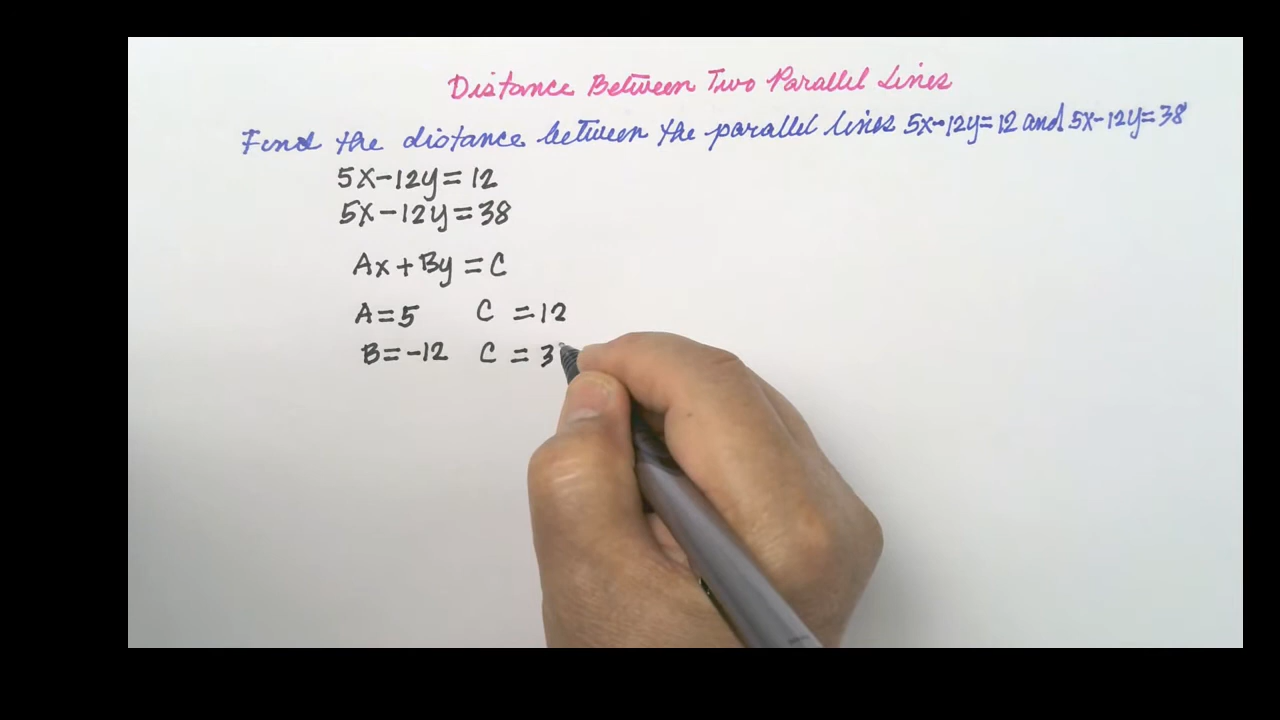 Distance Between Two Parallel Lines
Find the distance between the parallel lines 5x-12y=12 and 5x-12y=38
5x-12y=12
5x-12y=38
Ax+By=C
A=5 C =12
B=-12 C =3